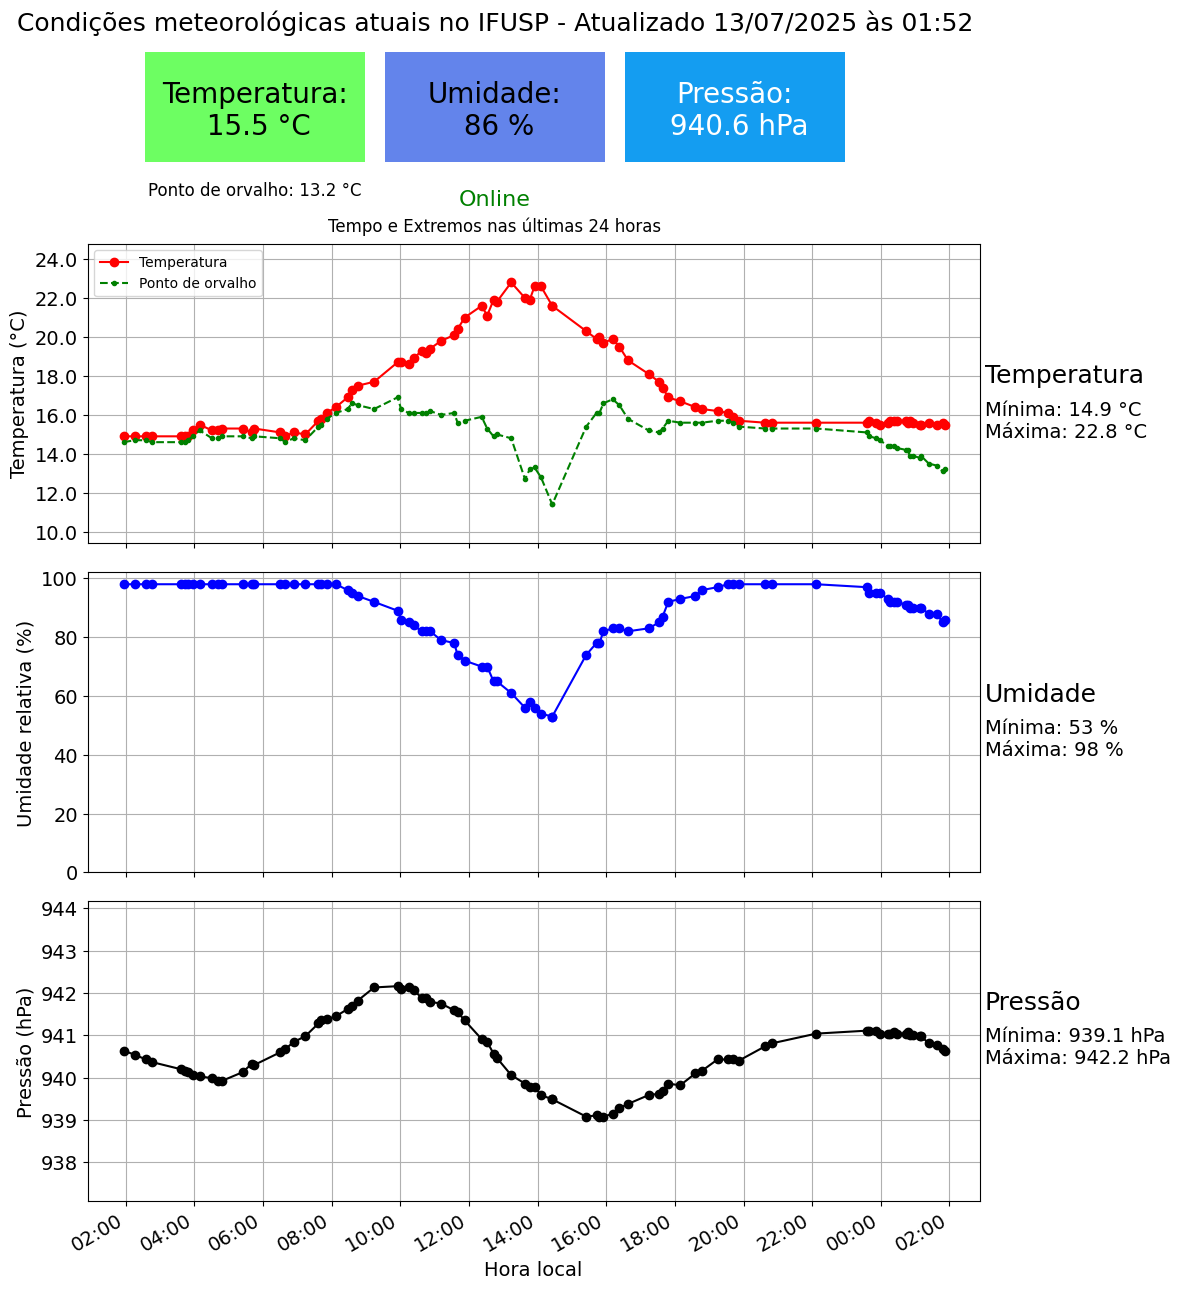 Condições meteorológicas atuais no IFUSP - Atualizado 13/07/2025 às 01:52
Temperatura:
15.5 °C
Umidade:
86 %
Pressão:
940.6 hPa
Ponto de orvalho: 13.2 °C
Online
Tempo e Extremos nas últimas 24 horas
Temperatura (°C)
24.0
22.0
20.0
18.0
16.0
14.0
12.0
10.0
Temperatura
Ponto de orvalho
Temperatura
Mínima: 14.9 °C
Máxima: 22.8 °C
Umidade relativa (%)
100
80
60
40
20
0
Umidade
Mínima: 53 %
Máxima: 98 %
Pressão (hPa)
944
943
942
941
940
939
938
Pressão
Mínima: 939.1 hPa
Máxima: 942.2 hPa
02:00 04:00 06:00 08:00 10:00 12:00 14:00 16:00 18:00 20:00 22:00 00:00 02:00
Hora local